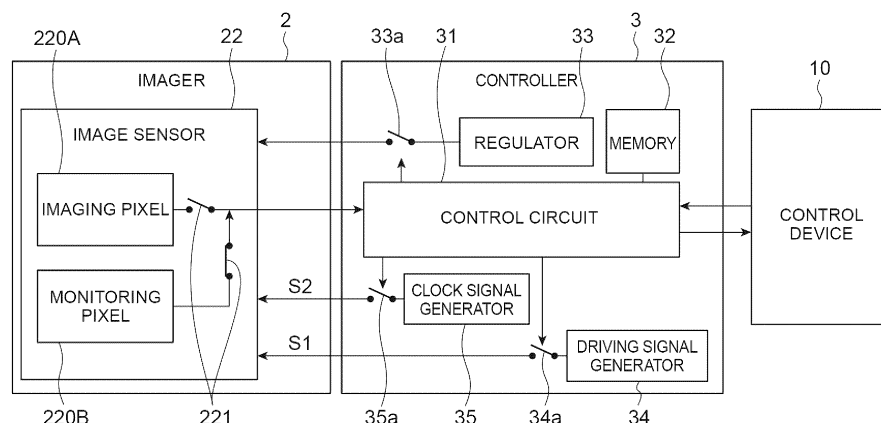 220A
22
2
33a
31
33
3
32
10
IMAGER
CONTROLLER
IMAGE SENSOR
REGULATOR
MEMORY
IMAGING PIXEL
CONTROL CIRCUIT
CONTROL
DEVICE
MONITORING
PIXEL
S2
CLOCK SIGNAL
GENERATOR
S1
DRIVING SIGNAL
GENERATOR
220B
221
35a
35
34a
34